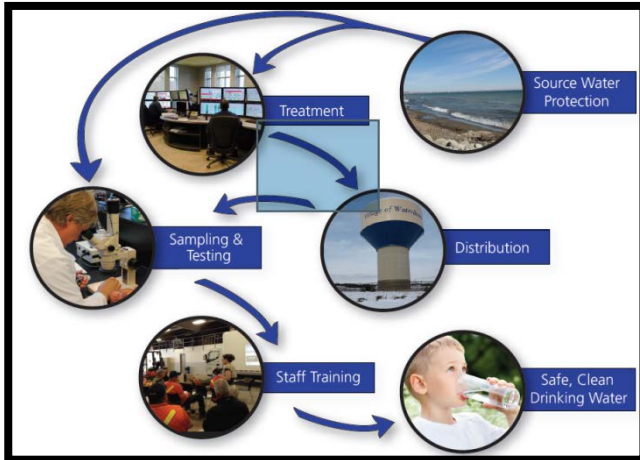 Source Water
Protection
Treatment
Distribution
Sampling &
Testing
Staff Training
Safe, Clean
Drinking Water